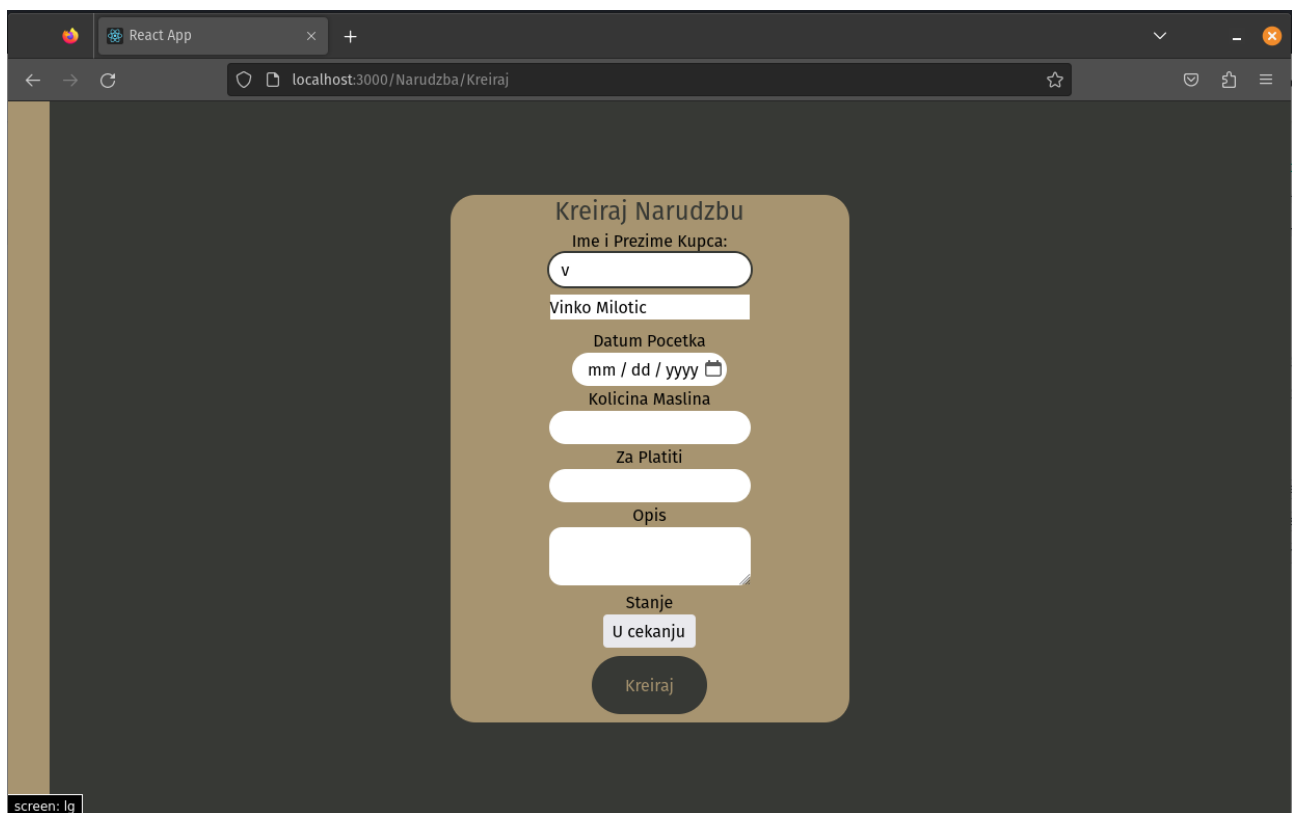 React App
localhost:3000/Narudzba/Kreiraj
Kreiraj Narudzbu
Ime i Prezime Kupca:
v
Vinko Milotic
Datum Pocetka
mm / dd / yyyy
Kolicina Maslina
Za Platiti
Opis
Stanje
U cekanju
Kreiraj
screen: lg